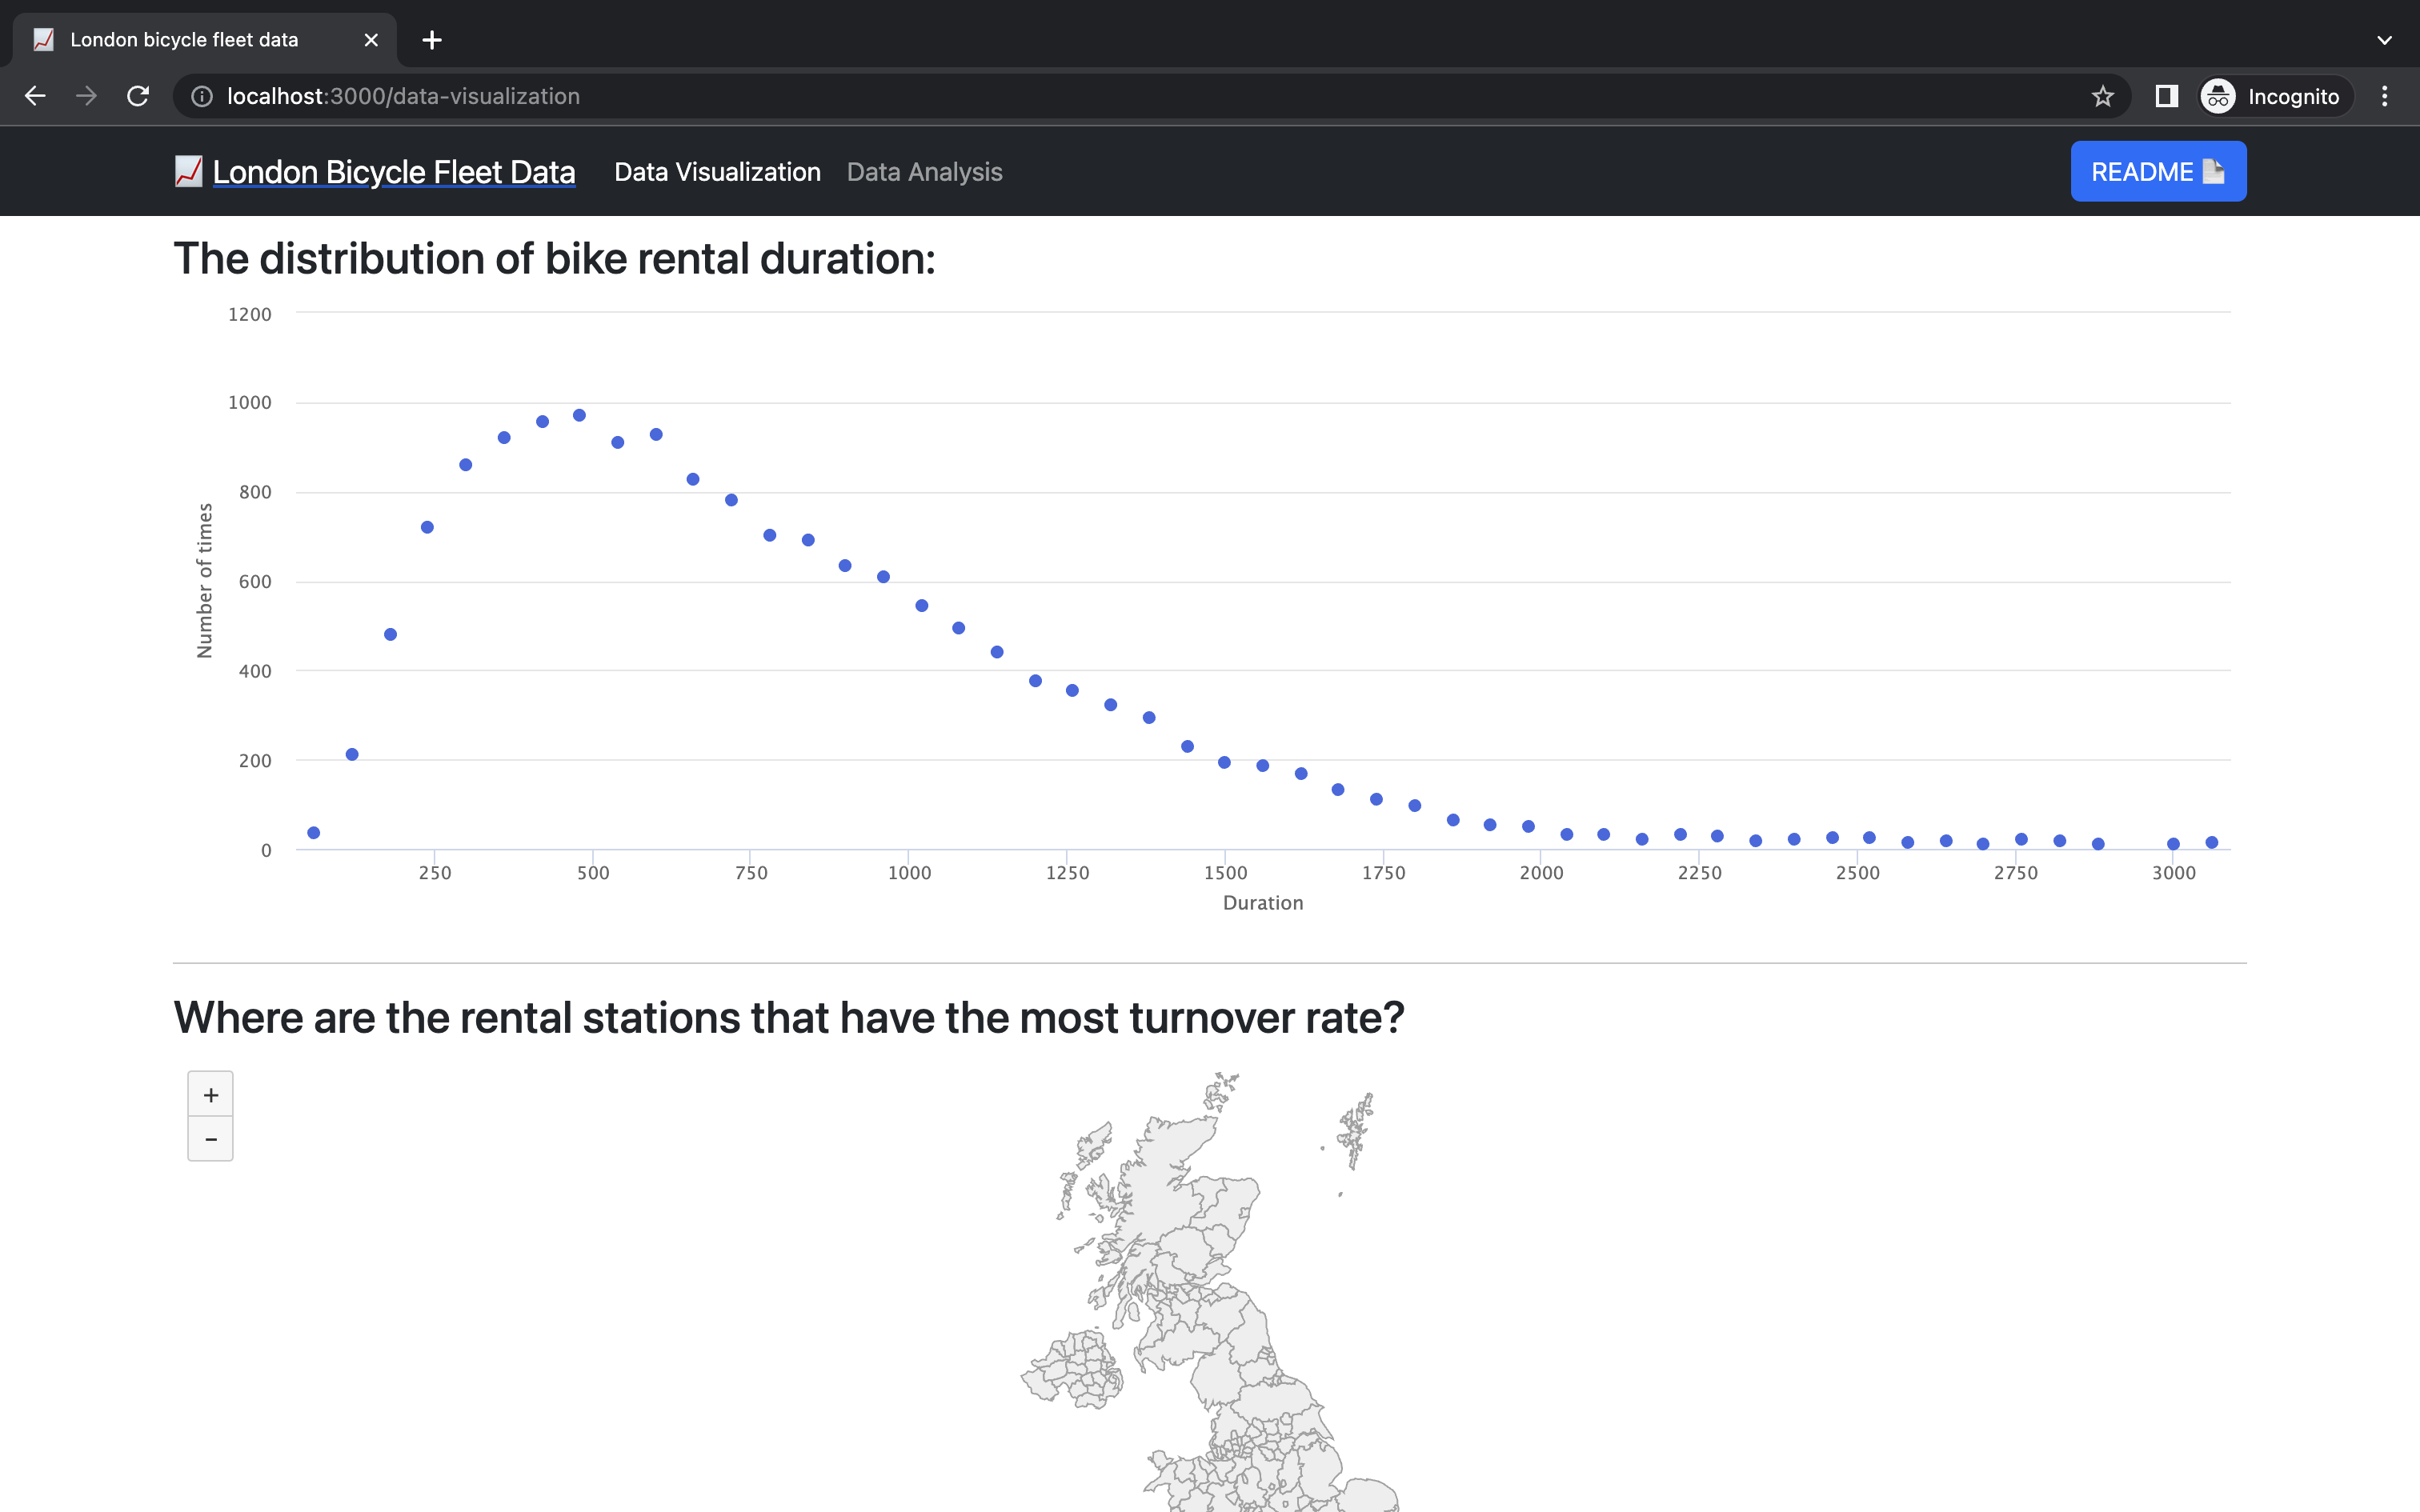 London bicycle fleet data
localhost:3000/data-visualization
Incognito
London Bicycle Fleet Data
Data Visualization
Data Analysis
README
The distribution of bike rental duration:
1200
1000
800
600
400
200
0
Number of times
250 500 750 1000 1250 1500 1750 2000 2250 2500 2750 3000
Duration
Where are the rental stations that have the most turnover rate?
+
−